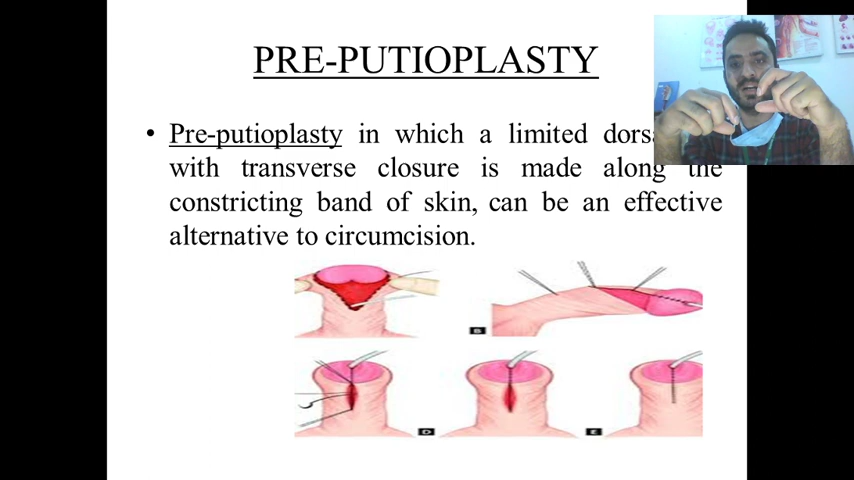 PRE-PUTIOPLASTY
• Pre-putioplasty in which a limited
with transverse closure is made along the
constricting band of skin, can be an effective
alternative to circumcision.
B
D
E